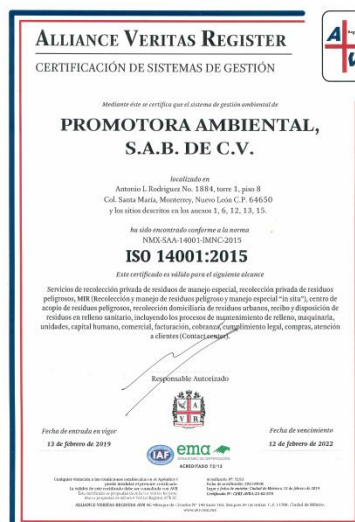 ALLIANCE VERITAS REGISTER
CERTIFICACIÓN DE SISTEMAS DE GESTIÓN
Mediante éste se certifica que el sistema de gestión ambiental de
PROMOTORA AMBIENTAL,
S.A.B. DE C.V.
localizado en
Antonio L Rodríguez No. 1884, torre 1, piso 8
Col. Santa María, Monterrey, Nuevo León C.P. 64650
y los sitios descritos en los anexos 1, 6, 12, 13, 15.
ha sido encontrado conforme a la norma
NMX-SAA-14001-IMNC-2015
ISO 14001:2015
Este certificado es válido para el siguiente alcance
Servicios de recolección privada de residuos de manejo especial, recolección privada de residuos
peligrosos, MIR (Recolección y manejo de residuos peligroso y manejo especial "in situ"), centro de
acopio de residuos peligrosos, recolección domiciliaria de residuos urbanos, recibo y disposición de
residuos en relleno sanitario, incluyendo los procesos de mantenimiento de relleno, maquinaria,
unidades, capital humano, comercial, facturación, cobranza, cumplimiento legal, compras, atención
a clientes (Contact center).
Responsable Autorizado
A
V R
Fecha de entrada en vigor
13 de febrero de 2019
Fecha de vencimiento
12 de febrero de 2022
IAF
ema
ACREDITADO 72/12